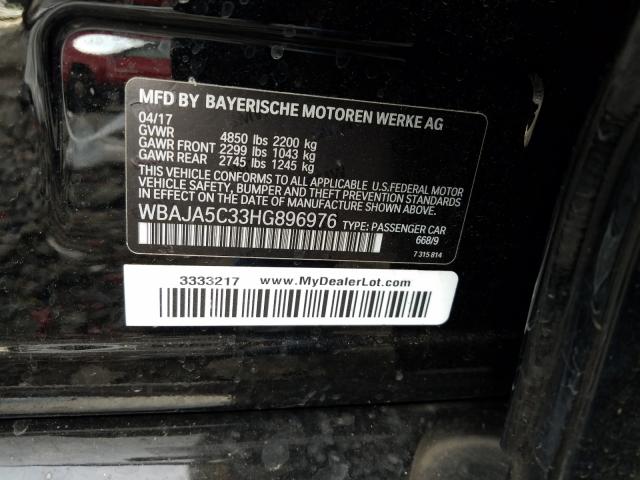 MFD BY BAYERISCHE MOTOREN WERKE AG
04/17
GVWR 4850 lbs 2200 kg
GAWR FRONT 2299 lbs 1043 kg
GAWR REAR 2745 lbs 1245 kg
THIS VEHICLE CONFORMS TO ALL APPLICABLE U.S.FEDERAL MOTOR
VEHICLE SAFETY, BUMPER AND THEFT PREVENTION STANDARDS
IN EFFECT ON THE DATE OF MANUFACTURE SHOWN ABOVE.
WBAJA5C33HG896976 TYPE: PASSENGER CAR
668/9
7 315 814
3333217 www.MyDealerLot.com